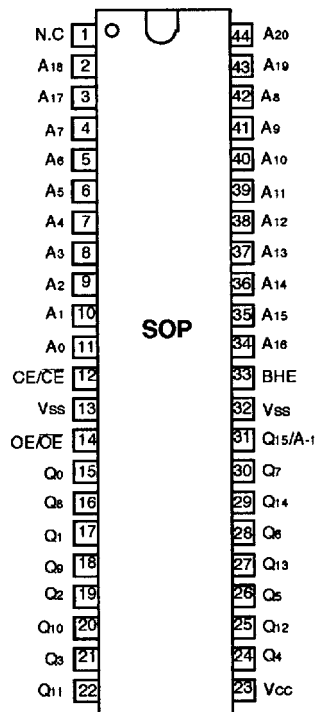 N.C 1 44 A20
A18 2 43 A19
A17 3 42 A8
A7 4 41 A9
A6 5 40 A10
A5 6 39 A11
A4 7 38 A12
A3 8 37 A13
A2 9 36 A14
A1 10 35 A15
A0 11 34 A16
SOP
CE/C̅E̅ 12 33 BHE
VSS 13 32 VSS
OE/O̅E̅ 14 31 Q15/A-1
Q0 15 30 Q7
Q8 16 29 Q14
Q1 17 28 Q6
Q9 18 27 Q13
Q2 19 26 Q5
Q10 20 25 Q12
Q3 21 24 Q4
Q11 22 23 VCC